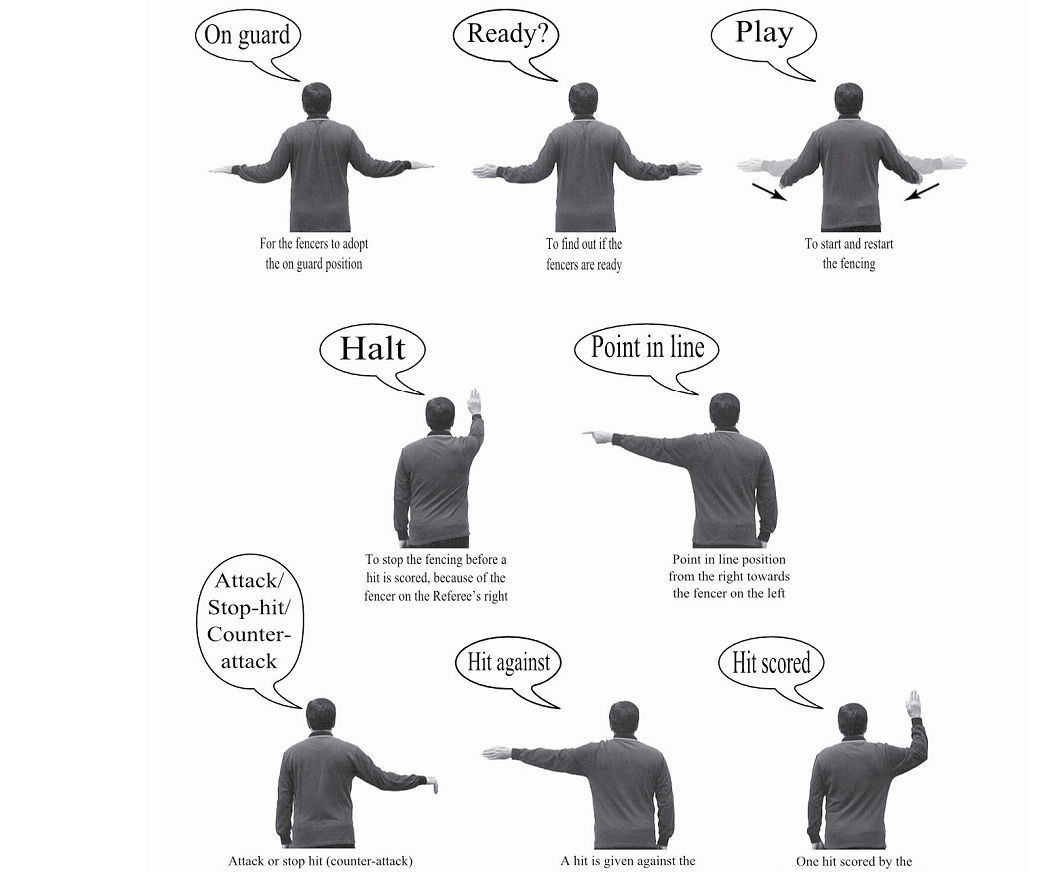 On guard
Ready?
Play
For the fencers to adopt
the on guard position
To find out if the
fencers are ready
To start and restart
the fencing
Halt
Point in line
To stop the fencing before a
hit is scored, because of the
fencer on the Referee's right
Point in line position
from the right towards
the fencer on the left
Attack/
Stop-hit/
Counter-
attack
Hit against
Hit scored
Attack or stop hit (counter-attack)
A hit is given against the
One hit scored by the